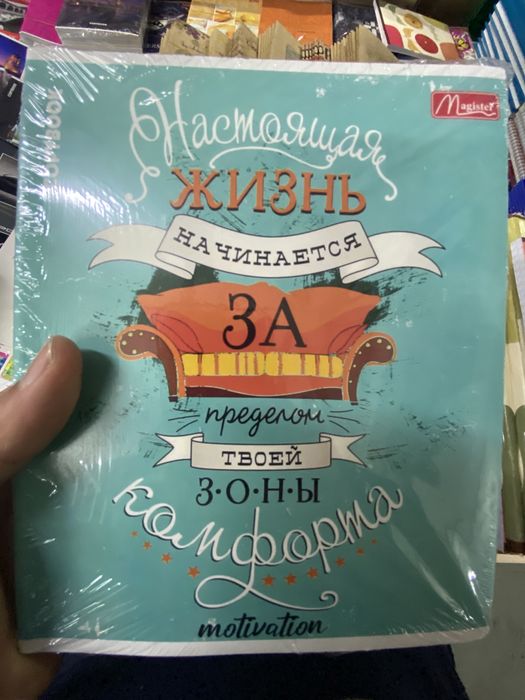 Magister
Настоящая
ЖИЗНЬ
НАЧИНАЕТСЯ
ЗА
пределом
ТВОЕЙ
З·О·Н·Ы
комфорта
motivation